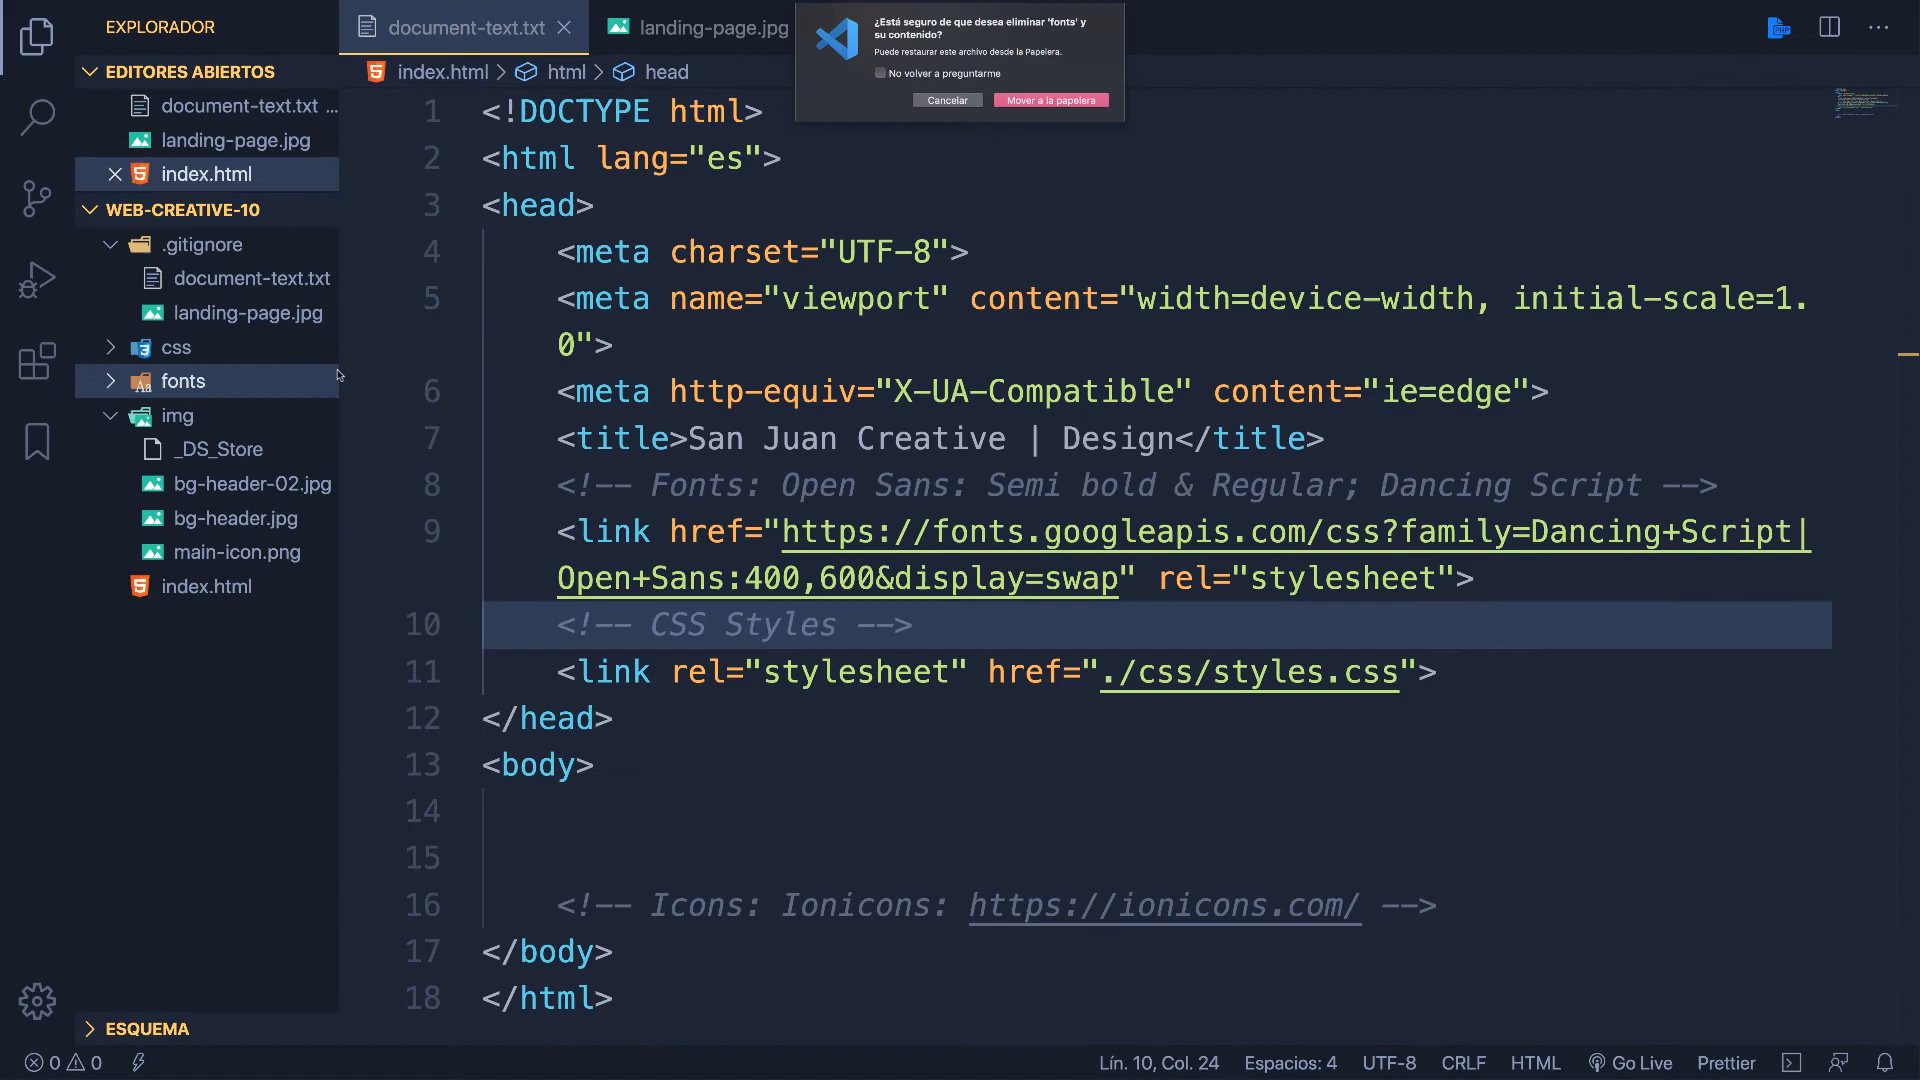 EXPLORADOR
EDITORES ABIERTOS
document-text.txt ...
landing-page.jpg
index.html
WEB-CREATIVE-10
.gitignore
document-text.txt
landing-page.jpg
css
fonts
img
_DS_Store
bg-header-02.jpg
bg-header.jpg
main-icon.png
index.html
ESQUEMA
document-text.txt
landing-page.jpg
index.html > html > head
¿Está seguro de que desea eliminar 'fonts' y
su contenido?
Puede restaurar este archivo desde la Papelera.
No volver a preguntarme
Cancelar
Mover a la papelera
1 <!DOCTYPE html>
2 <html lang="es">
3 <head>
4 <meta charset="UTF-8">
5 <meta name="viewport" content="width=device-width, initial-scale=1.
0">
6 <meta http-equiv="X-UA-Compatible" content="ie=edge">
7 <title>San Juan Creative | Design</title>
8 <!-- Fonts: Open Sans: Semi bold & Regular; Dancing Script -->
9 <link href="https://fonts.googleapis.com/css?family=Dancing+Script|
Open+Sans:400,600&display=swap" rel="stylesheet">
10 <!-- CSS Styles -->
11 <link rel="stylesheet" href="./css/styles.css">
12 </head>
13 <body>
14
15
16 <!-- Icons: Ionicons: https://ionicons.com/ -->
17 </body>
18 </html>
0 0
Lín. 10, Col. 24
Espacios: 4
UTF-8
CRLF
HTML
Go Live
Prettier